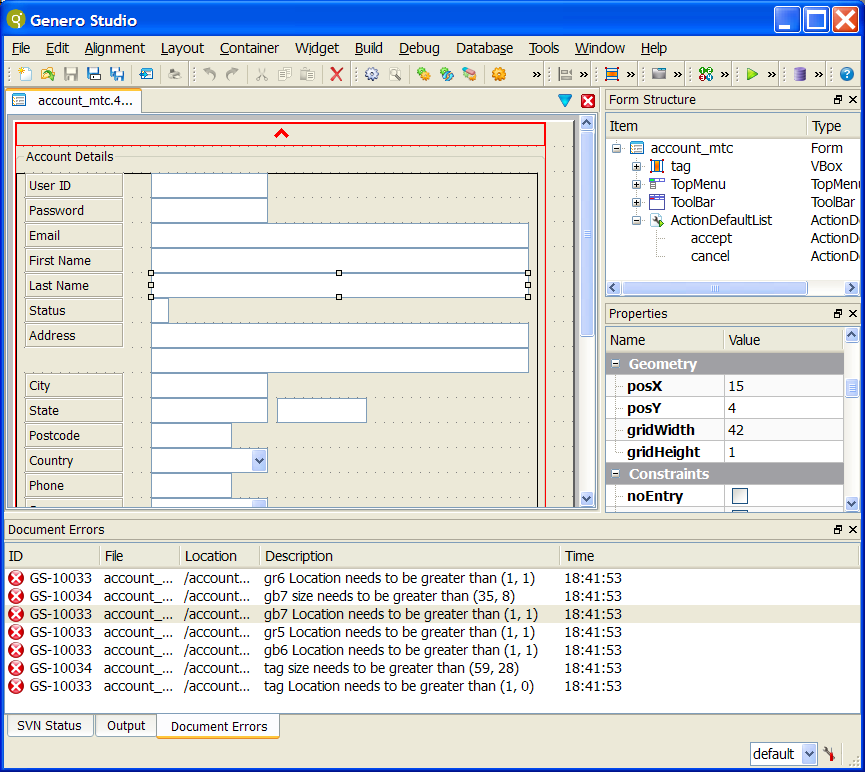 Genero Studio
File Edit Alignment Layout Container Widget Build Debug Database Tools Window Help
» » » » » » »
account_mtc.4...
Account Details
User ID
Password
Email
First Name
Last Name
Status
Address
City
State
Postcode
Country
Phone
Form Structure
Item Type
account_mtc Form
tag VBox
TopMenu TopMenu
ToolBar ToolBar
ActionDefaultList ActionD
accept ActionD
cancel ActionD
Properties
Name Value
Geometry
posX 15
posY 4
gridWidth 42
gridHeight 1
Constraints
noEntry
Document Errors
ID File Location Description Time
GS-10033 account_... /account... gr6 Location needs to be greater than (1, 1) 18:41:53
GS-10034 account_... /account... gb7 size needs to be greater than (35, 8) 18:41:53
GS-10033 account_... /account... gb7 Location needs to be greater than (1, 1) 18:41:53
GS-10033 account_... /account... gr5 Location needs to be greater than (1, 1) 18:41:53
GS-10033 account_... /account... gb6 Location needs to be greater than (1, 1) 18:41:53
GS-10034 account_... /account... tag size needs to be greater than (59, 28) 18:41:53
GS-10033 account_... /account... tag Location needs to be greater than (1, 0) 18:41:53
SVN Status Output Document Errors
default